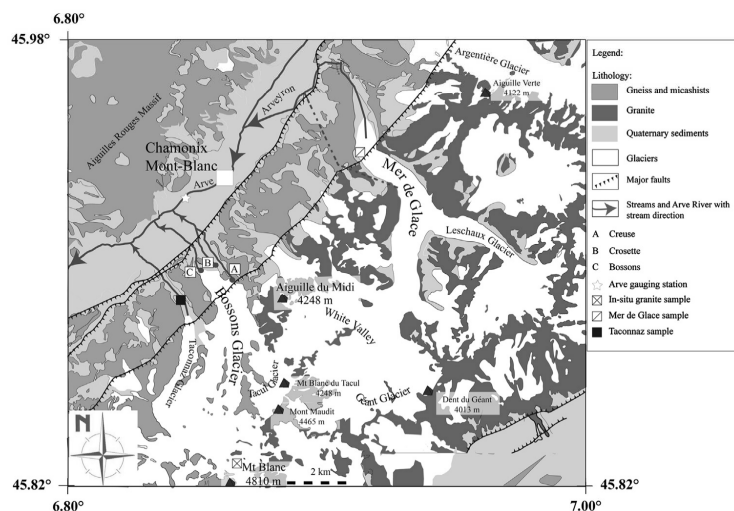 6.80°
45.98°
Argentière Glacier
Aiguille Verte
4122 m
Arveyron
Aiguilles Rouges Massif
Chamonix
Mont-Blanc
Mer de Glace
Arve
Leschaux Glacier
C
B
A
Aiguille du Midi
4248 m
Bossons Glacier
White Valley
Taconnaz Glacier
Tacul Glacier
Mt Blanc du Tacul
4248 m
Géant Glacier
Mont Maudit
4465 m
Dent du Géant
4013 m
N
Mt Blanc
4810 m
2 km
45.82
6.80°
7.00°
45.82°
Legend:
Lithology:
Gneiss and micashists
Granite
Quaternary sediments
Glaciers
Major faults
Streams and Arve River with
stream direction
A Creuse
B Crosette
C Bossons
Arve gauging station
In-situ granite sample
Mer de Glace sample
Taconnaz sample